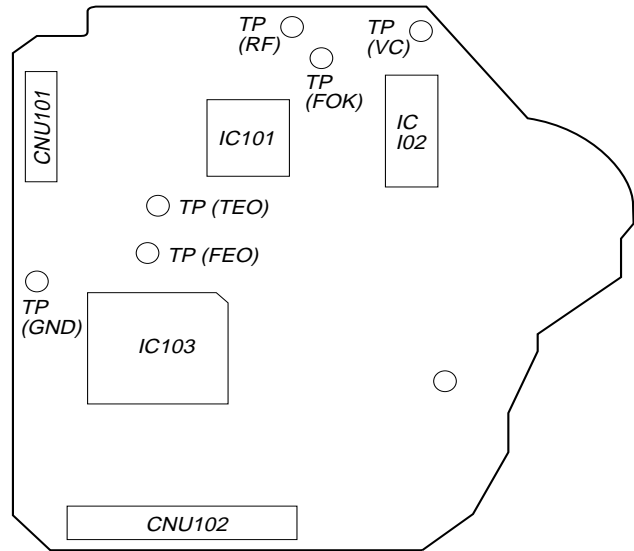 TP
(RF)
TP
(VC)
TP
(FOK)
CNU101
IC101
IC
I02
TP (TEO)
TP (FEO)
TP
(GND)
IC103
CNU102